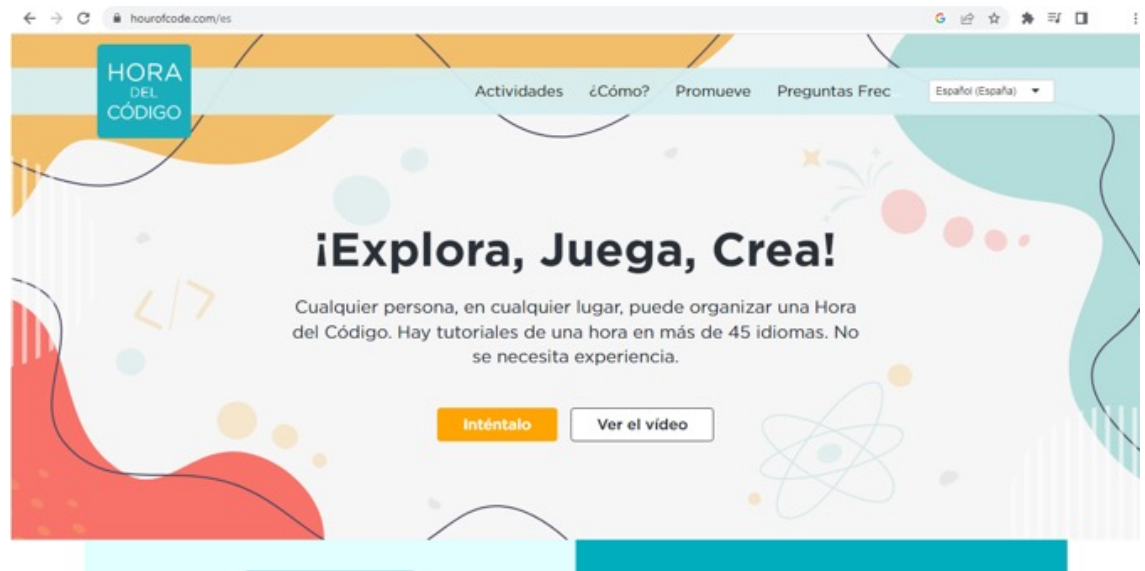 hourofcode.com/es
HORA
DEL
CÓDIGO
Actividades ¿Cómo? Promueve Preguntas Frec Español (España)
</>
¡Explora, Juega, Crea!
Cualquier persona, en cualquier lugar, puede organizar una Hora
del Código. Hay tutoriales de una hora en más de 45 idiomas. No
se necesita experiencia.
Inténtalo Ver el vídeo